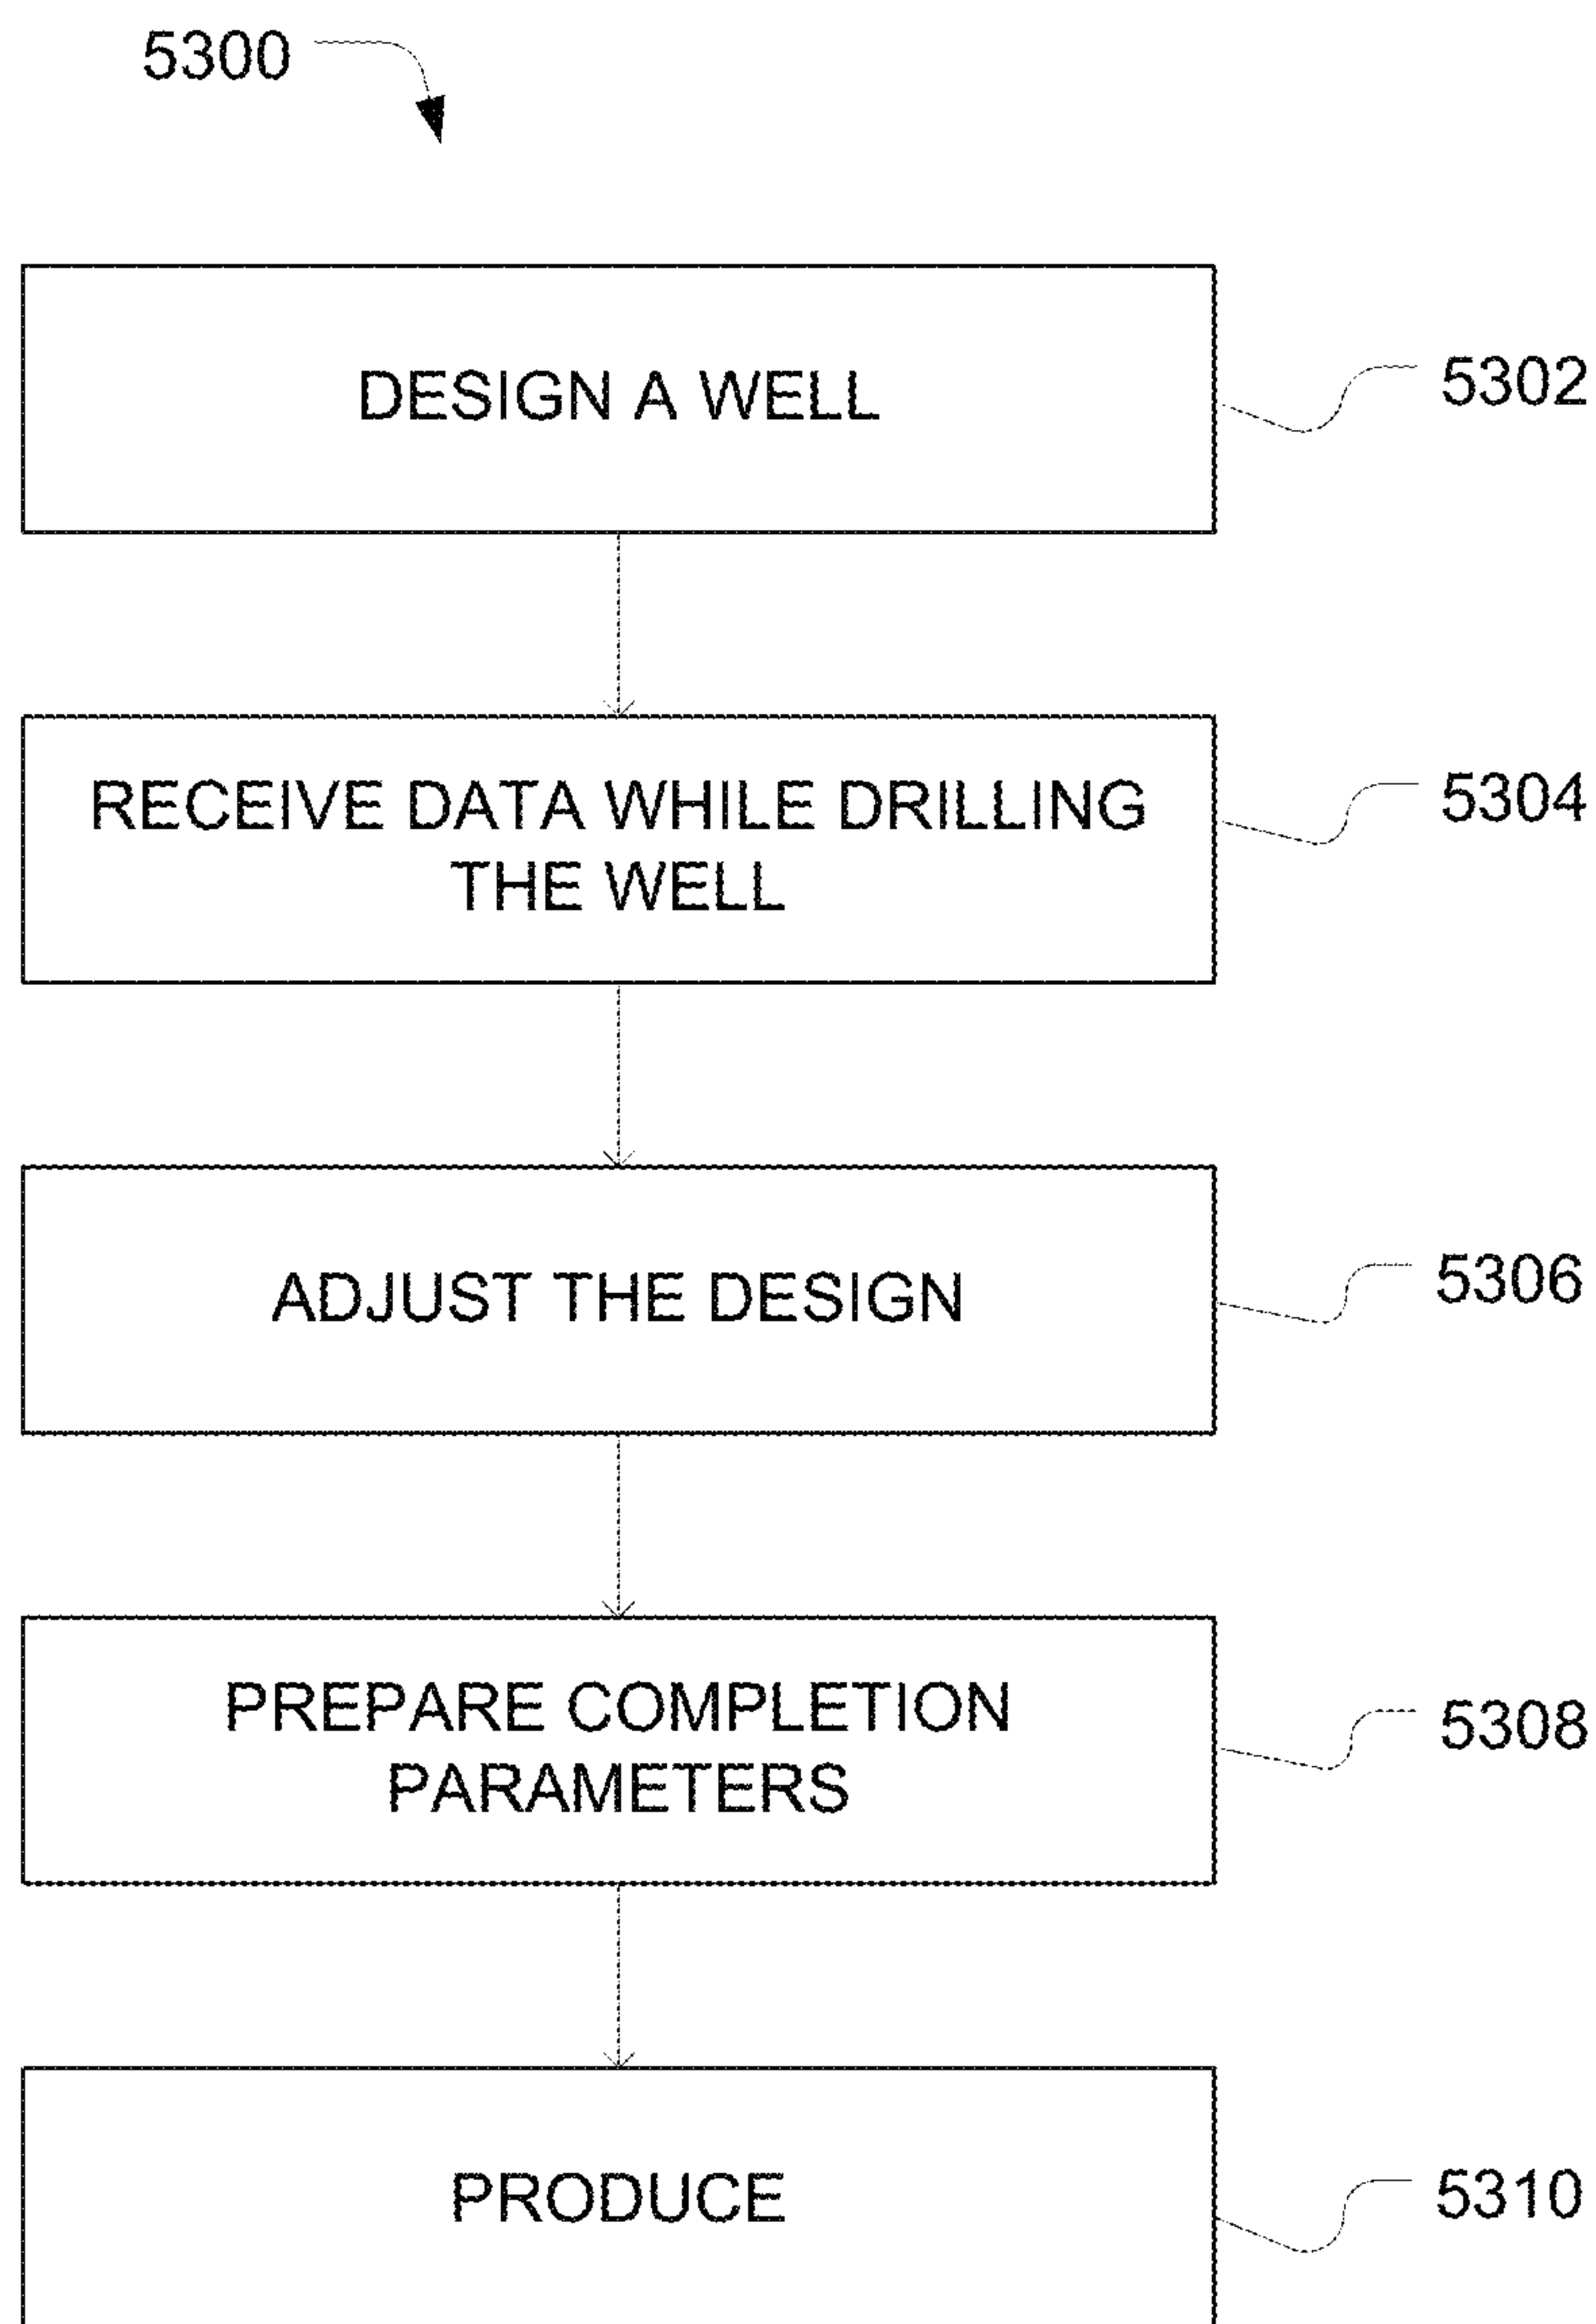 5300
DESIGN A WELL
5302
RECEIVE DATA WHILE DRILLING
THE WELL
5304
ADJUST THE DESIGN
5306
PREPARE COMPLETION
PARAMETERS
5308
PRODUCE
5310